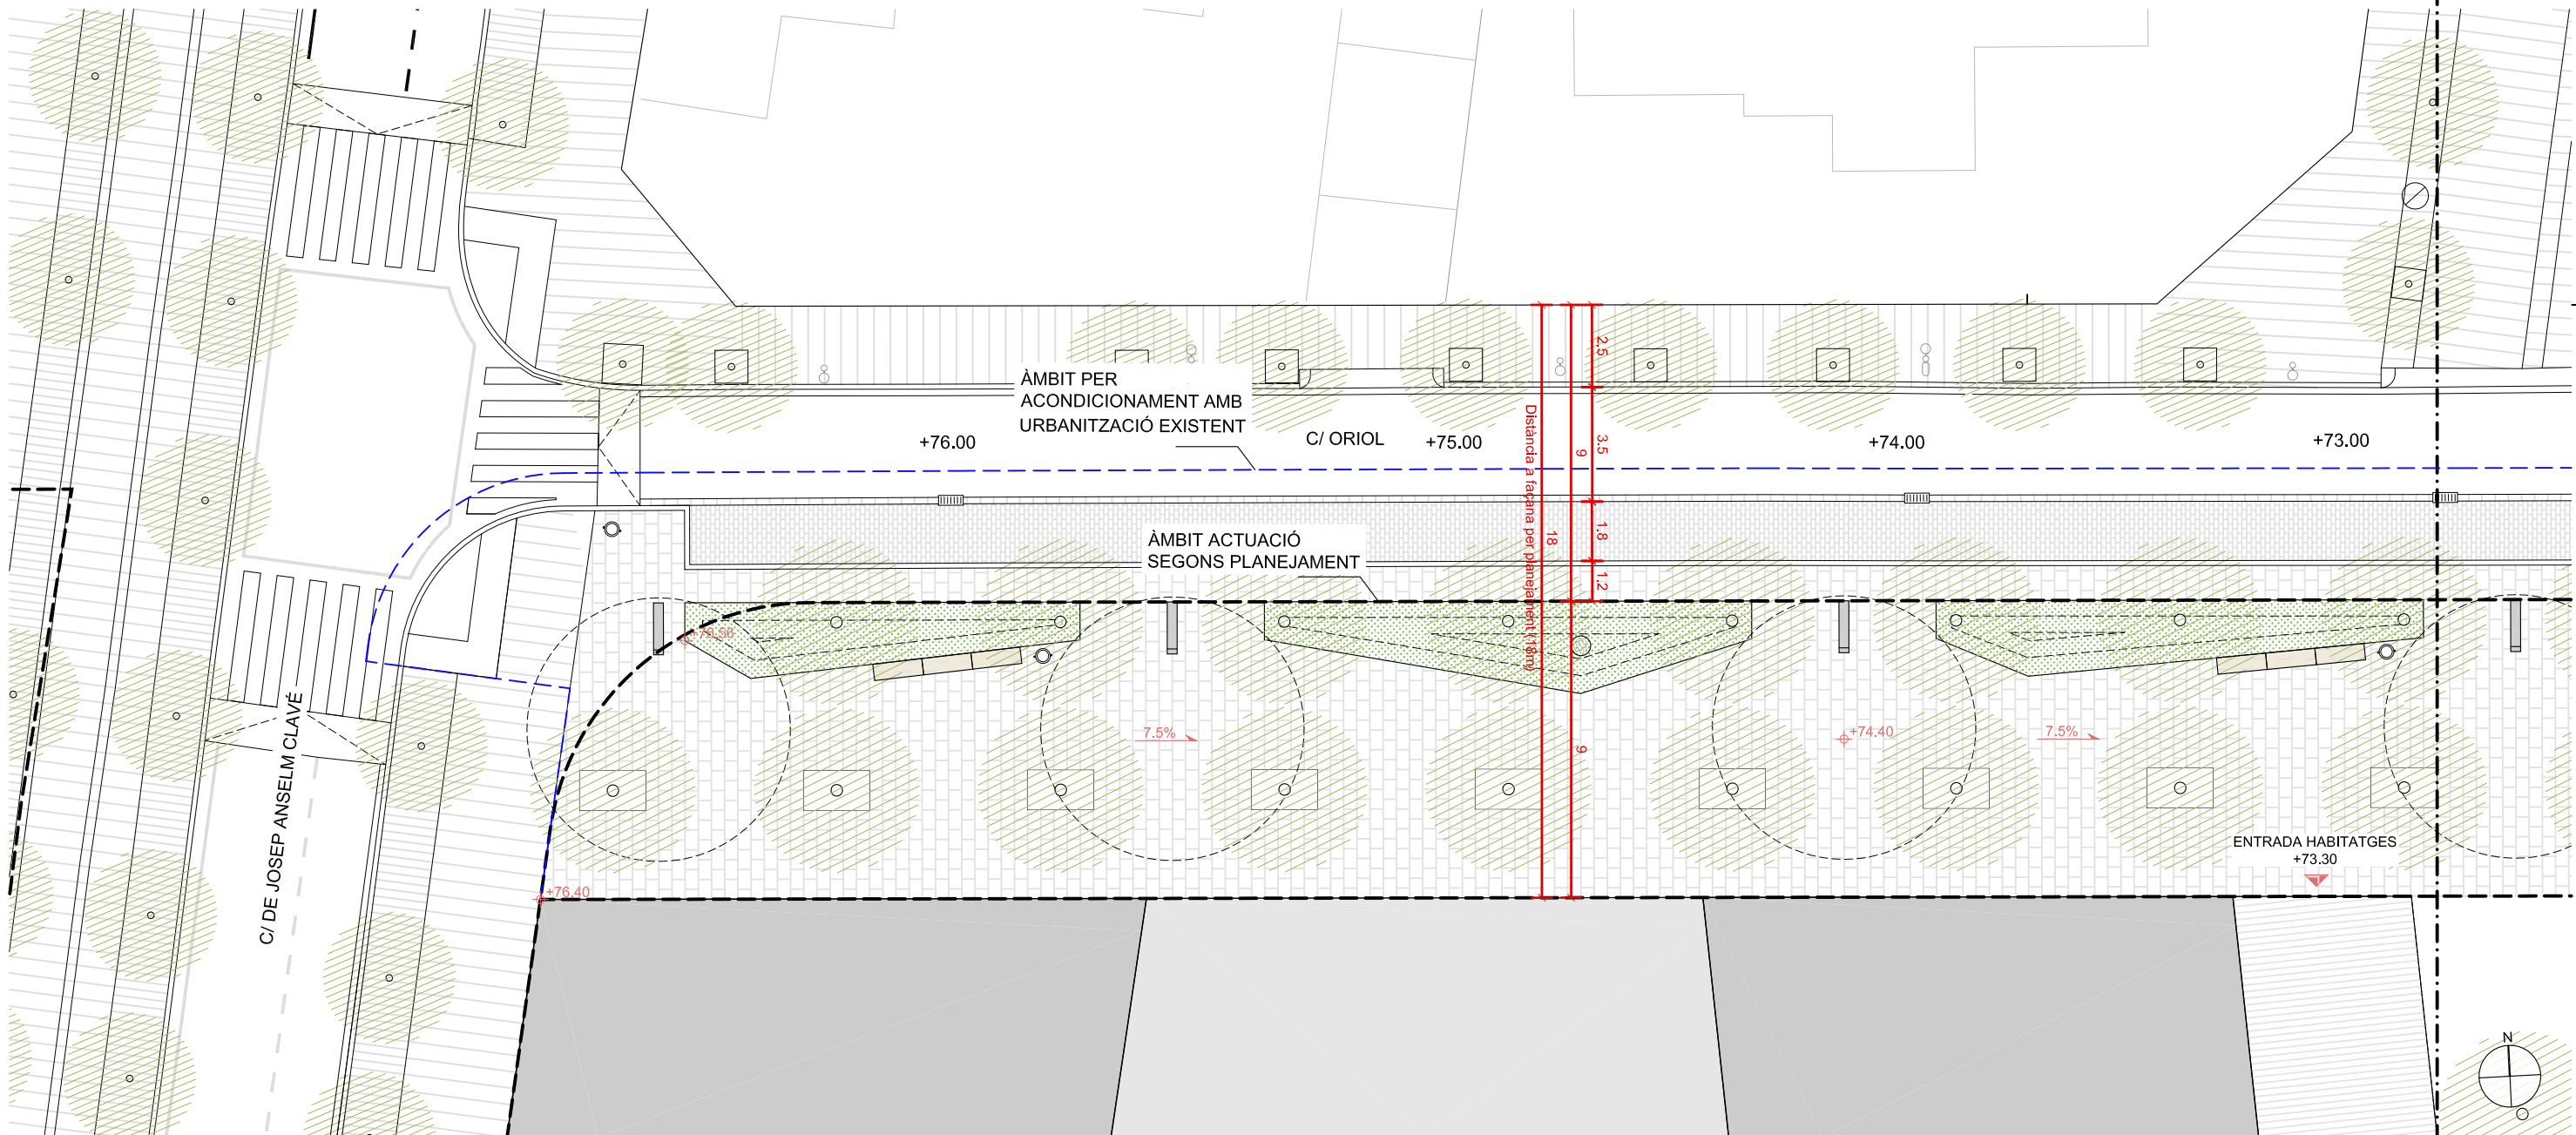 2.5
ÀMBIT PER
ACONDICIONAMENT AMB
URBANITZACIÓ EXISTENT
+76.00
C/ ORIOL
+75.00
3.5
9
+74.00
+73.00
Distància a façana per planejament (18m)
18
1.8
ÀMBIT ACTUACIÓ
SEGONS PLANEJAMENT
1.2
+76.56
7.5%
9
+74.40
7.5%
C/ DE JOSEP ANSELM CLAVÉ
ENTRADA HABITATGES
+73.30
+76.40
N